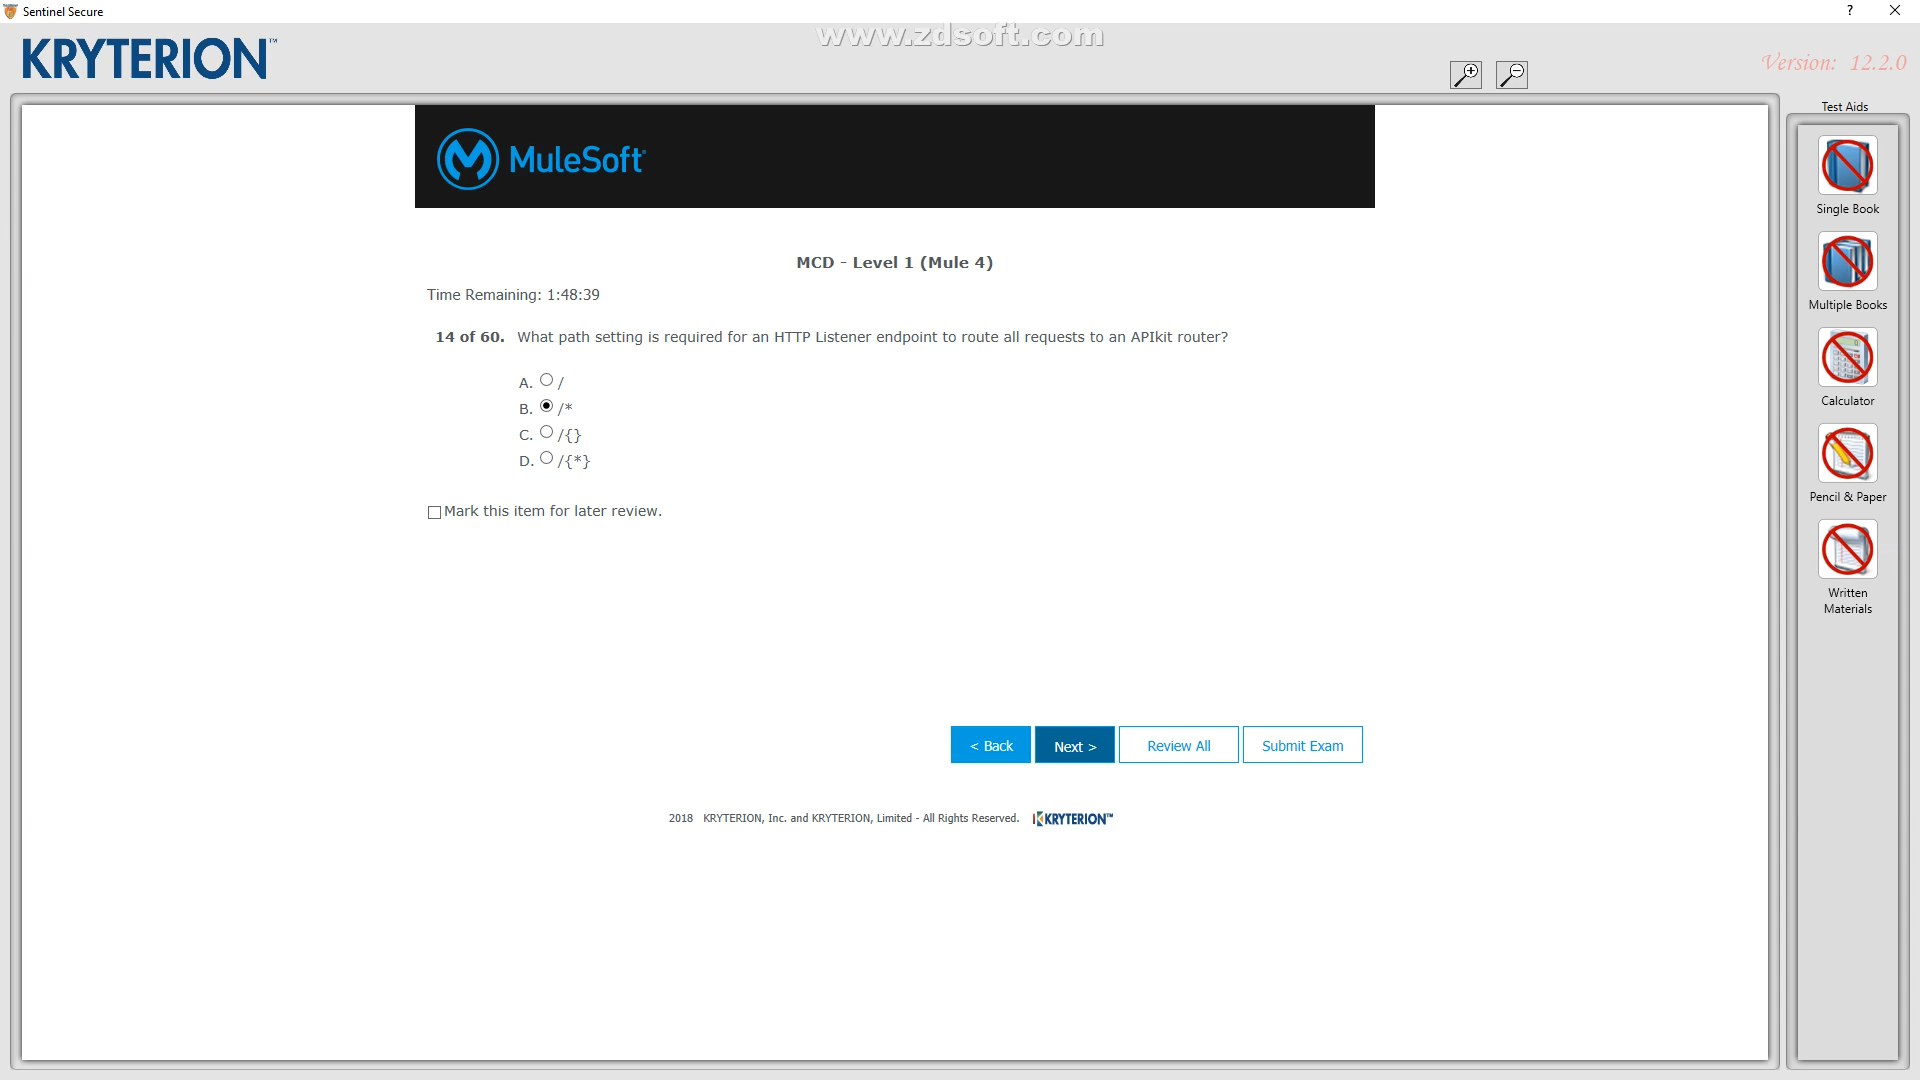 Sentinel Secure
?
www.zdsoft.com
KRYTERION™
Version: 12.2.0
Test Aids
MuleSoft
Single Book
MCD - Level 1 (Mule 4)
Time Remaining: 1:48:39
Multiple Books
14 of 60. What path setting is required for an HTTP Listener endpoint to route all requests to an APIkit router?
A. /
B. /*
Calculator
C. /{}
D. /{*}
Pencil & Paper
Mark this item for later review.
Written
Materials
< Back
Next >
Review All
Submit Exam
2018 KRYTERION, Inc. and KRYTERION, Limited - All Rights Reserved. KRYTERION™